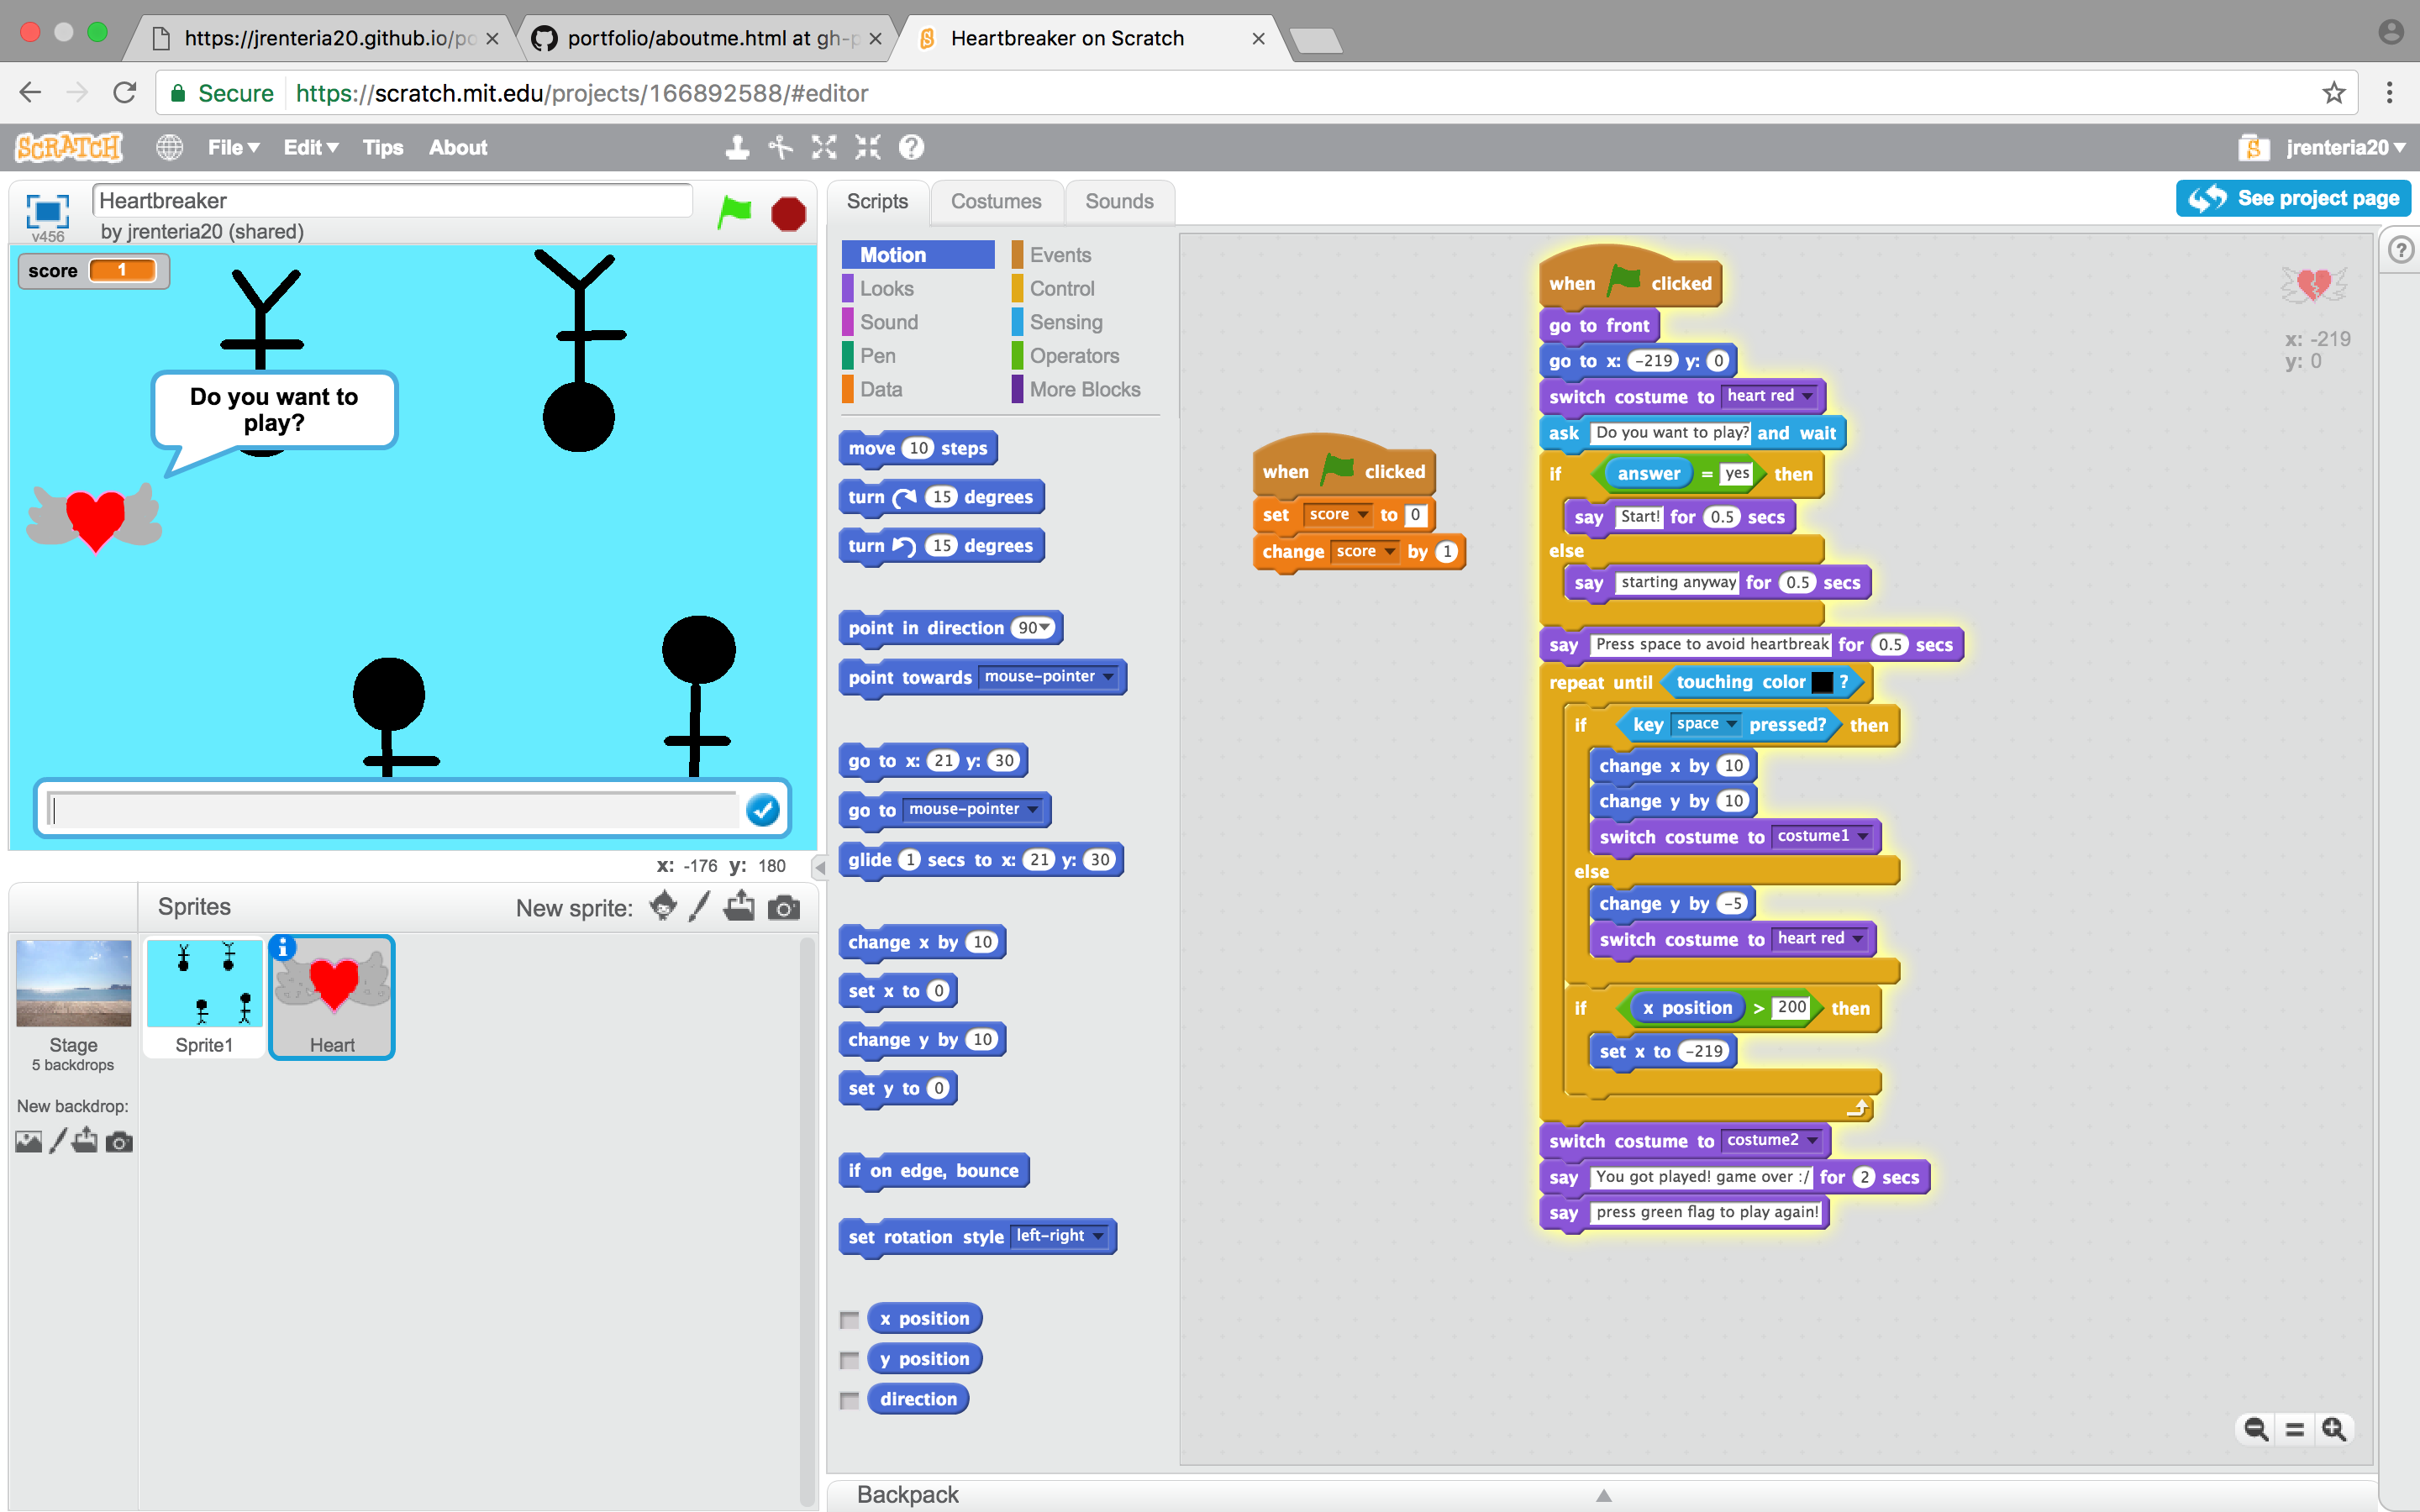 https://jrenteria20.github.io/po
portfolio/aboutme.html at gh-p
Heartbreaker on Scratch
Secure https://scratch.mit.edu/projects/166892588/#editor
SCRATCH File Edit Tips About
jrenteria20
Heartbreaker
by jrenteria20 (shared)
v456
Scripts Costumes Sounds
See project page
score 1
Do you want to
play?
x: -176 y: 180
Sprites New sprite:
Stage
5 backdrops
Sprite1
Heart
New backdrop:
Motion Events
Looks Control
Sound Sensing
Pen Operators
Data More Blocks
move 10 steps
turn 15 degrees
turn 15 degrees
point in direction 90
point towards mouse-pointer
go to x: 21 y: 30
go to mouse-pointer
glide 1 secs to x: 21 y: 30
change x by 10
set x to 0
change y by 10
set y to 0
if on edge, bounce
set rotation style left-right
x position
y position
direction
when clicked
set score to 0
change score by 1
when clicked
go to front
go to x: -219 y: 0
switch costume to heart red
ask Do you want to play? and wait
if answer = yes then
say Start! for 0.5 secs
else
say starting anyway for 0.5 secs
say Press space to avoid heartbreak for 0.5 secs
repeat until touching color ?
if key space pressed? then
change x by 10
change y by 10
switch costume to costume1
else
change y by -5
switch costume to heart red
if x position > 200 then
set x to -219
switch costume to costume2
say You got played! game over :/ for 2 secs
say press green flag to play again!
x: -219
y: 0
Backpack